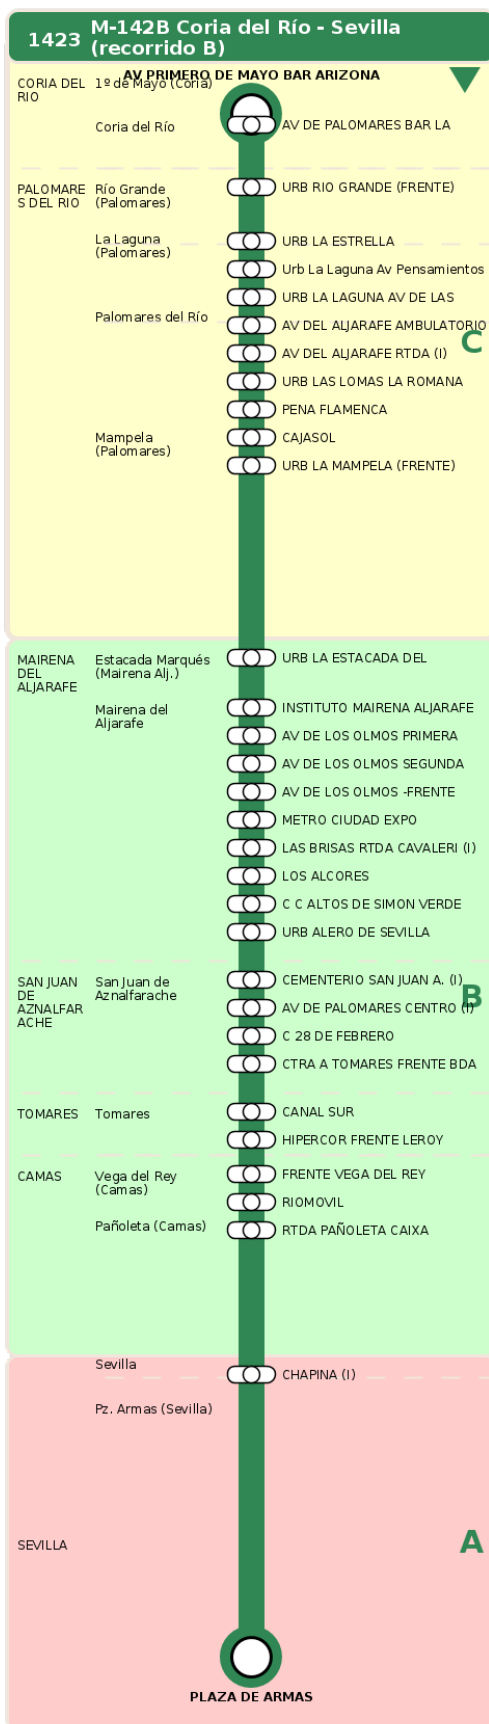 1423
M-142B Coria del Río - Sevilla
(recorrido B)
AV PRIMERO DE MAYO BAR ARIZONA
CORIA DEL
RIO
1º de Mayo (Coria)
Coria del Río
AV DE PALOMARES BAR LA
PALOMARE
S DEL RIO
Río Grande
(Palomares)
URB RIO GRANDE (FRENTE)
La Laguna
(Palomares)
URB LA ESTRELLA
Urb La Laguna Av Pensamientos
URB LA LAGUNA AV DE LAS
Palomares del Río
AV DEL ALJARAFE AMBULATORIO
C
AV DEL ALJARAFE RTDA (I)
URB LAS LOMAS LA ROMANA
PENA FLAMENCA
Mampela
(Palomares)
CAJASOL
URB LA MAMPELA (FRENTE)
MAIRENA
DEL
ALJARAFE
Estacada Marqués
(Mairena Alj.)
URB LA ESTACADA DEL
Mairena del
Aljarafe
INSTITUTO MAIRENA ALJARAFE
AV DE LOS OLMOS PRIMERA
AV DE LOS OLMOS SEGUNDA
AV DE LOS OLMOS -FRENTE
METRO CIUDAD EXPO
LAS BRISAS RTDA CAVALERI (I)
LOS ALCORES
C C ALTOS DE SIMON VERDE
URB ALERO DE SEVILLA
SAN JUAN
DE
AZNALFAR
ACHE
San Juan de
Aznalfarache
CEMENTERIO SAN JUAN A. (I)
B
AV DE PALOMARES CENTRO (I)
C 28 DE FEBRERO
CTRA A TOMARES FRENTE BDA
TOMARES
Tomares
CANAL SUR
HIPERCOR FRENTE LEROY
CAMAS
Vega del Rey
(Camas)
FRENTE VEGA DEL REY
RIOMOVIL
Pañoleta (Camas)
RTDA PAÑOLETA CAIXA
Sevilla
CHAPINA (I)
Pz. Armas (Sevilla)
SEVILLA
A
PLAZA DE ARMAS